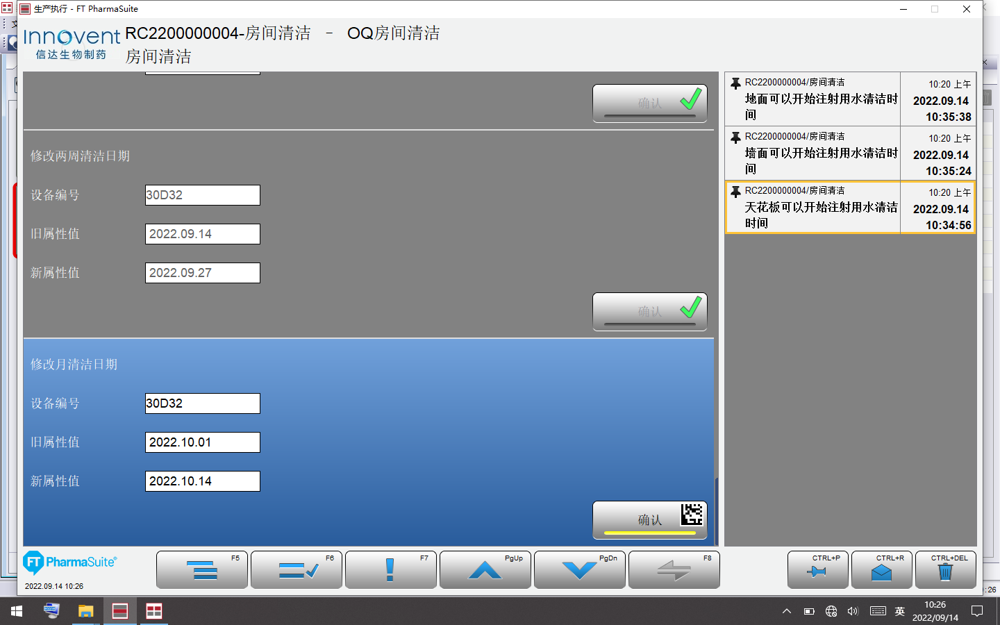 生产执行 - FT PharmaSuite
Innovent
信达生物制药
RC2200000004-房间清洁 - OQ房间清洁
房间清洁
确认
修改两周清洁日期
设备编号 30D32
旧属性值 2022.09.14
新属性值 2022.09.27
确认
修改月清洁日期
设备编号 30D32
旧属性值 2022.10.01
新属性值 2022.10.14
确认
RC2200000004/房间清洁 10:20 上午
地面可以开始注射用水清洁时间
2022.09.14
10:35:38
RC2200000004/房间清洁 10:20 上午
墙面可以开始注射用水清洁时间
2022.09.14
10:35:24
RC2200000004/房间清洁 10:20 上午
天花板可以开始注射用水清洁时间
2022.09.14
10:34:56
FT PharmaSuite
2022.09.14 10:26
F5
F6
F7
PgUp
PgDn
F8
CTRL+P
CTRL+R
CTRL+DEL
:26
英
10:26
2022/09/14